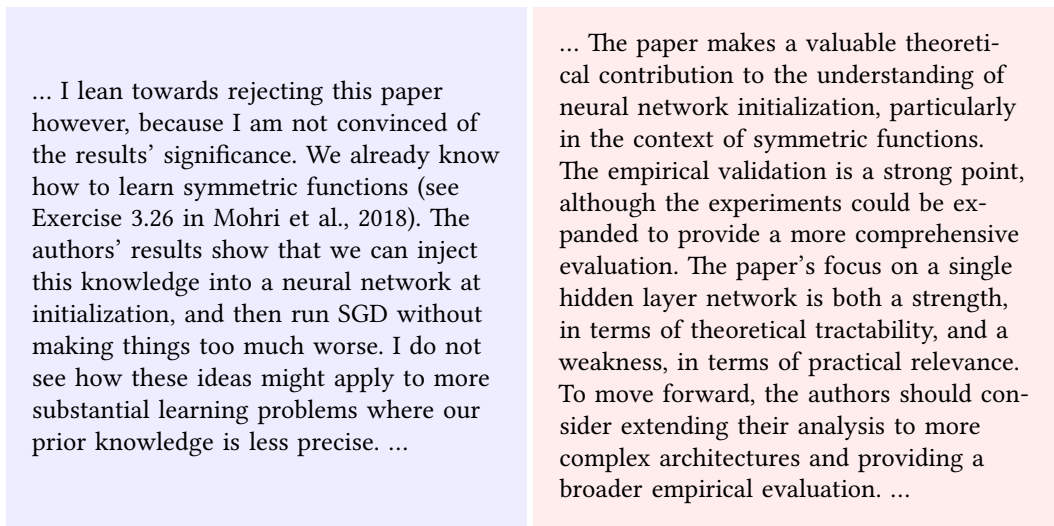 ... I lean towards rejecting this paper
however, because I am not convinced of
the results’ significance. We already know
how to learn symmetric functions (see
Exercise 3.26 in Mohri et al., 2018). The
authors’ results show that we can inject
this knowledge into a neural network at
initialization, and then run SGD without
making things too much worse. I do not
see how these ideas might apply to more
substantial learning problems where our
prior knowledge is less precise. ...
... The paper makes a valuable theoreti-
cal contribution to the understanding of
neural network initialization, particularly
in the context of symmetric functions.
The empirical validation is a strong point,
although the experiments could be ex-
panded to provide a more comprehensive
evaluation. The paper’s focus on a single
hidden layer network is both a strength,
in terms of theoretical tractability, and a
weakness, in terms of practical relevance.
To move forward, the authors should con-
sider extending their analysis to more
complex architectures and providing a
broader empirical evaluation. ...